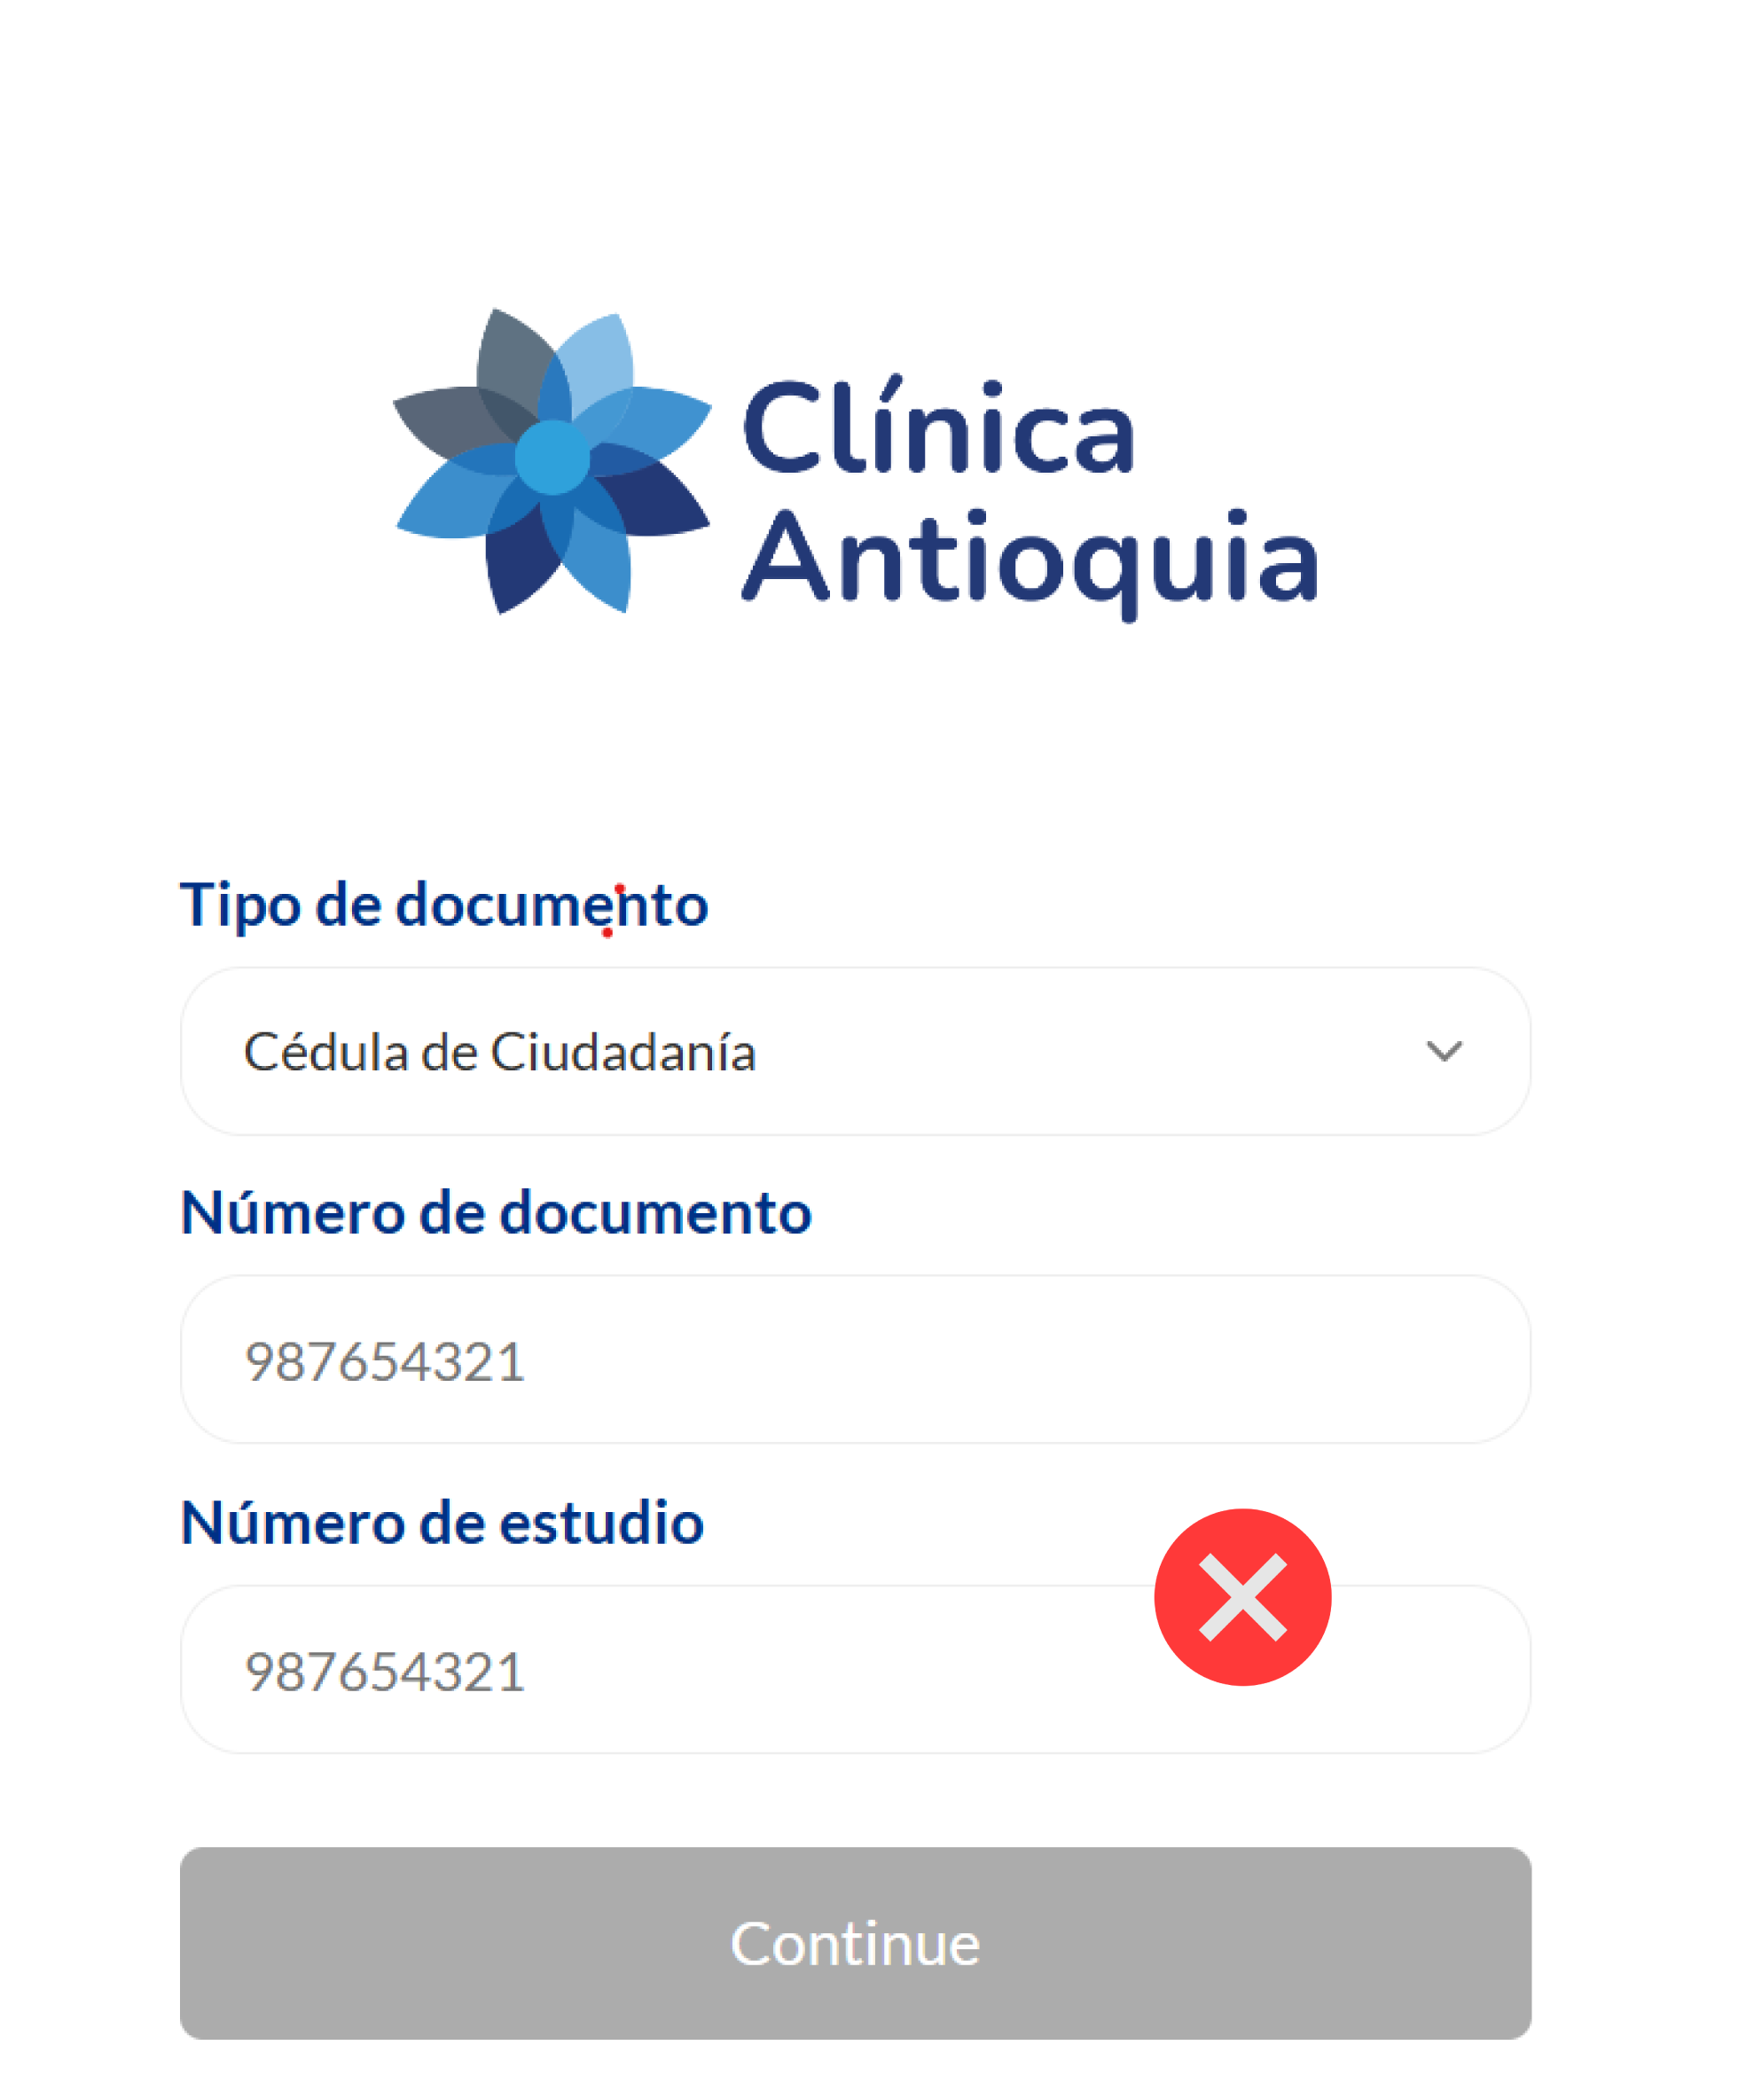 Clínica
Antioquia
Tipo de documento
Cédula de Ciudadanía
Número de documento
987654321
Número de estudio
987654321
Continue